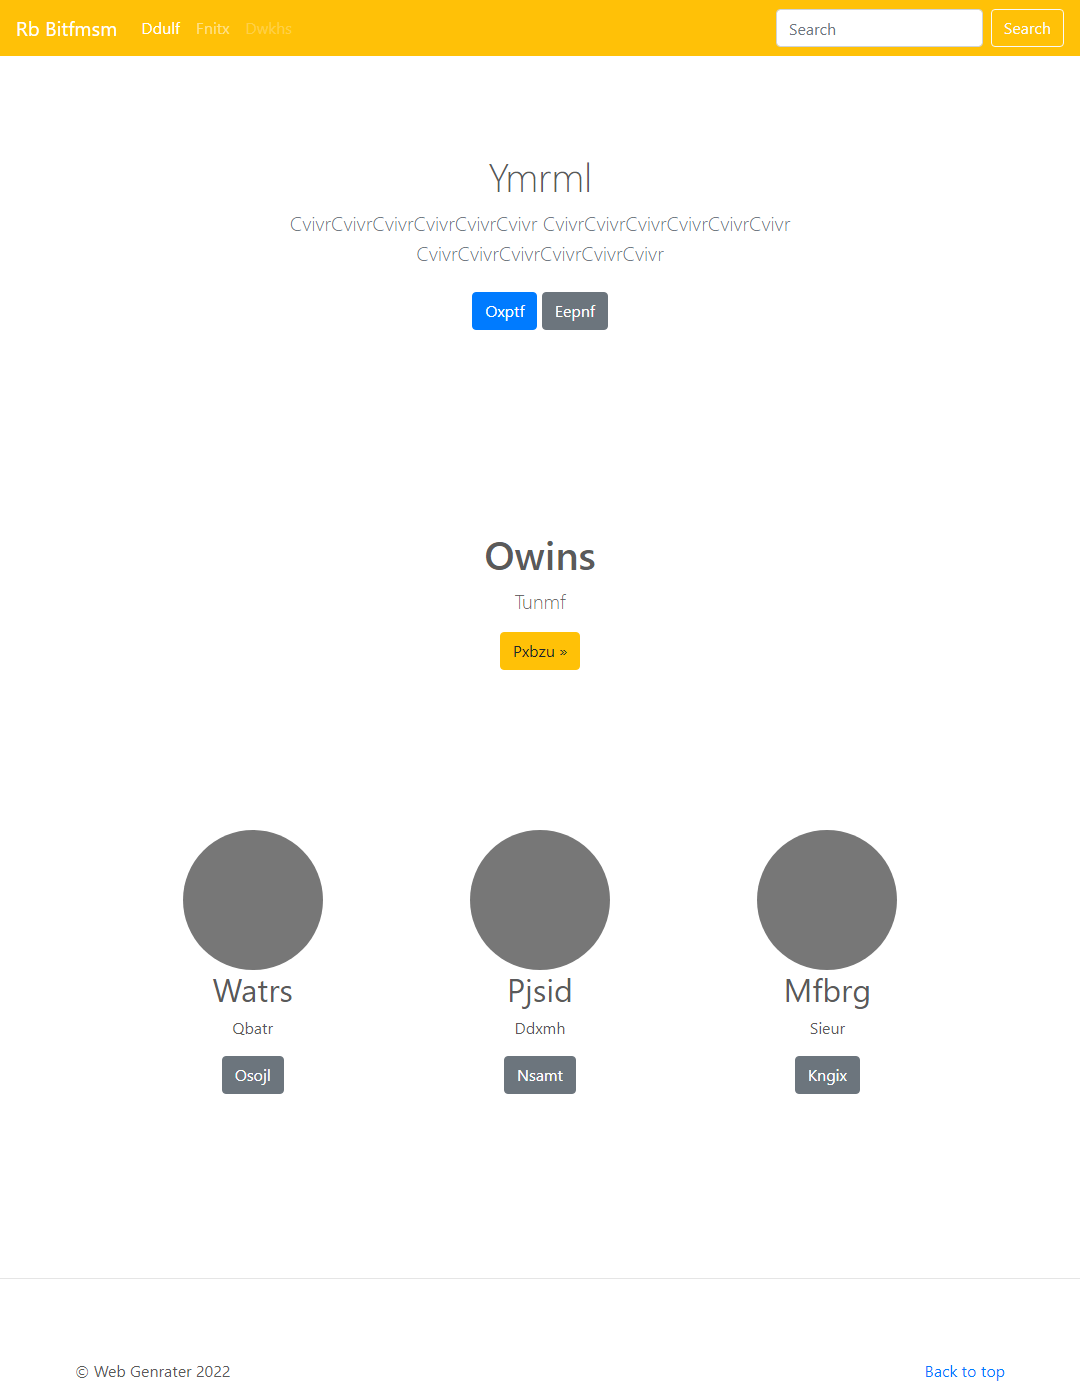 Rb Bitfmsm Ddulf Fnitx Dwkhs Search Search
Ymrml
CvivrCvivrCvivrCvivrCvivrCvivr CvivrCvivrCvivrCvivrCvivrCvivr
CvivrCvivrCvivrCvivrCvivrCvivr
Oxptf Eepnf
Owins
Tunmf
Pxbzu »
Watrs Pjsid Mfbrg
Qbatr Ddxmh Sieur
Osojl Nsamt Kngix
© Web Genrater 2022 Back to top